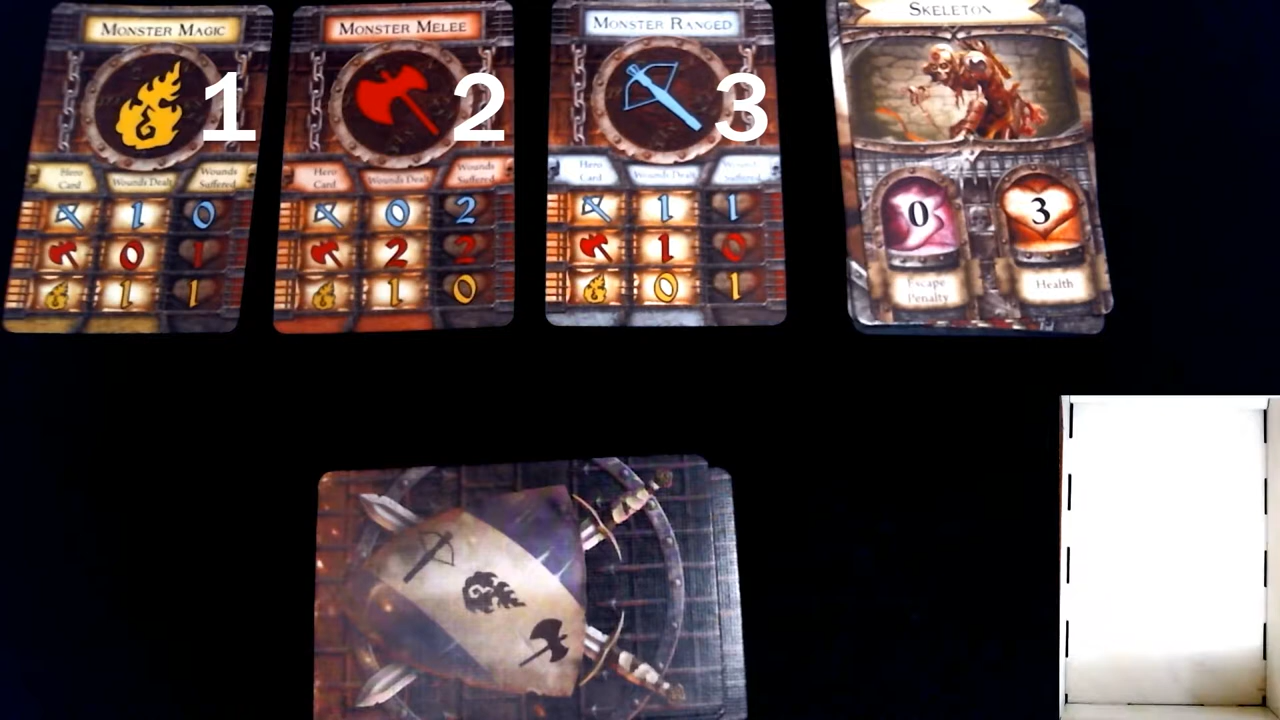 MONSTER MAGIC
1
Hero Card
Wounds Dealt
Wounds Suffered
1 0
0 1
1 1
MONSTER MELEE
2
Hero Card
Wounds Dealt
Wounds Suffered
0 2
2 2
1 0
MONSTER RANGED
3
Hero Card
Wounds Dealt
Wounds Suffered
1 1
1 0
0 1
SKELETON
0
Escape
Penalty
3
Health